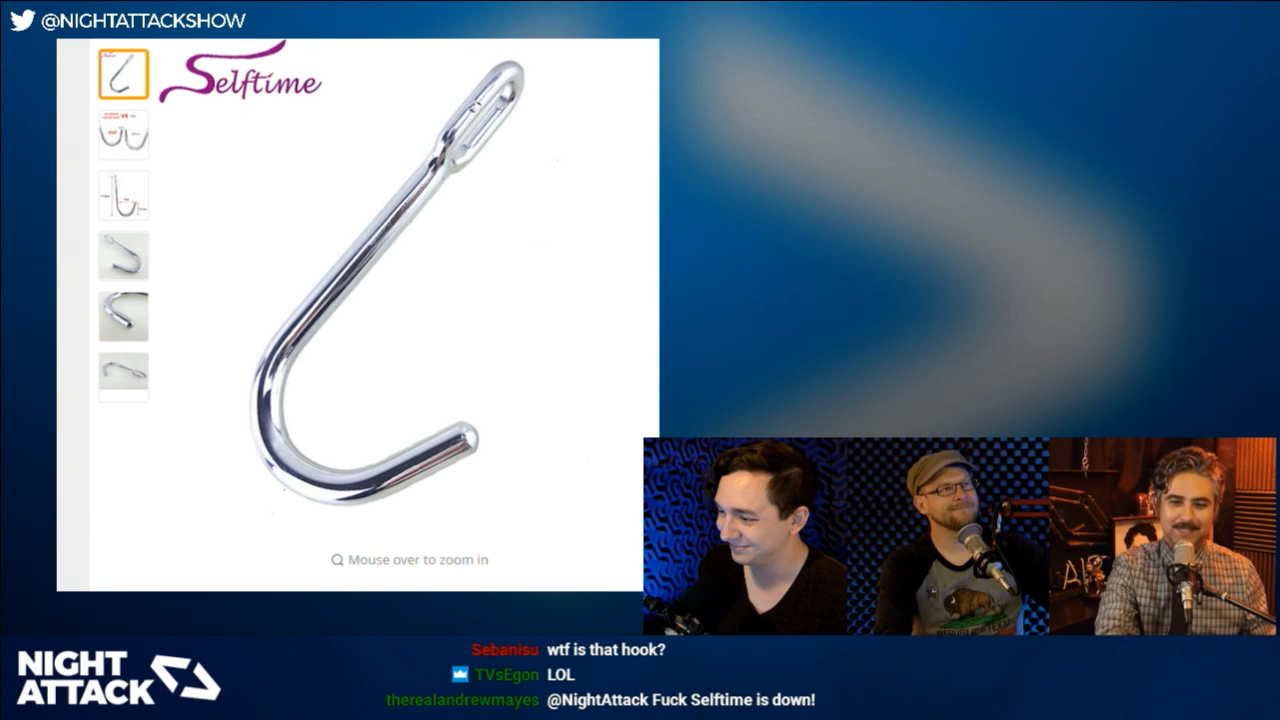 @NIGHTATTACKSHOW
Selftime
Mouse over to zoom in
NIGHT
ATTACK
Sebanisu wtf is that hook?
TVsEgon LOL
therealandrewmayes @NightAttack Fuck Selftime is down!